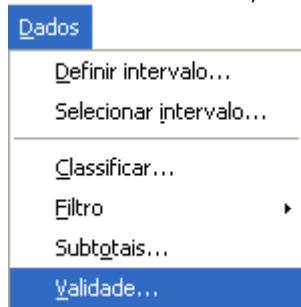 Dados
Definir intervalo...
Selecionar intervalo...
Classificar...
Filtro
Subtotais...
Validade...